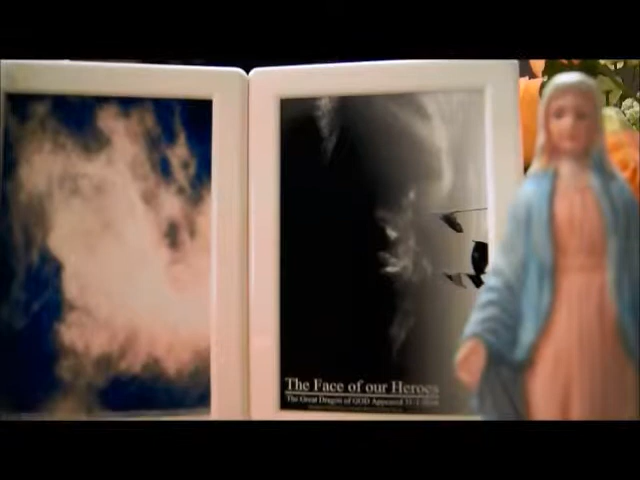 The Face of our Heroes
The Great Dragon of GOD Appeared